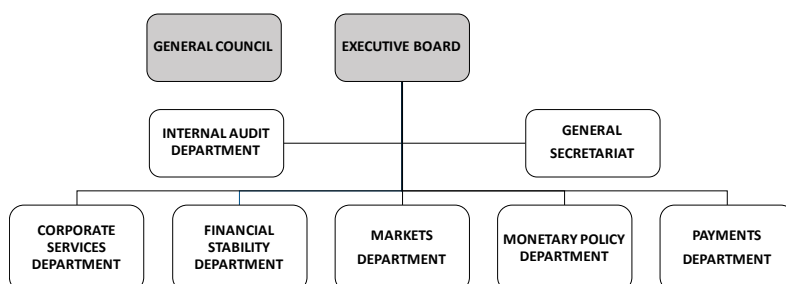 GENERAL COUNCIL
EXECUTIVE BOARD
INTERNAL AUDIT
DEPARTMENT
GENERAL
SECRETARIAT
CORPORATE
SERVICES
DEPARTMENT
FINANCIAL
STABILITY
DEPARTMENT
MARKETS
DEPARTMENT
MONETARY POLICY
DEPARTMENT
PAYMENTS
DEPARTMENT